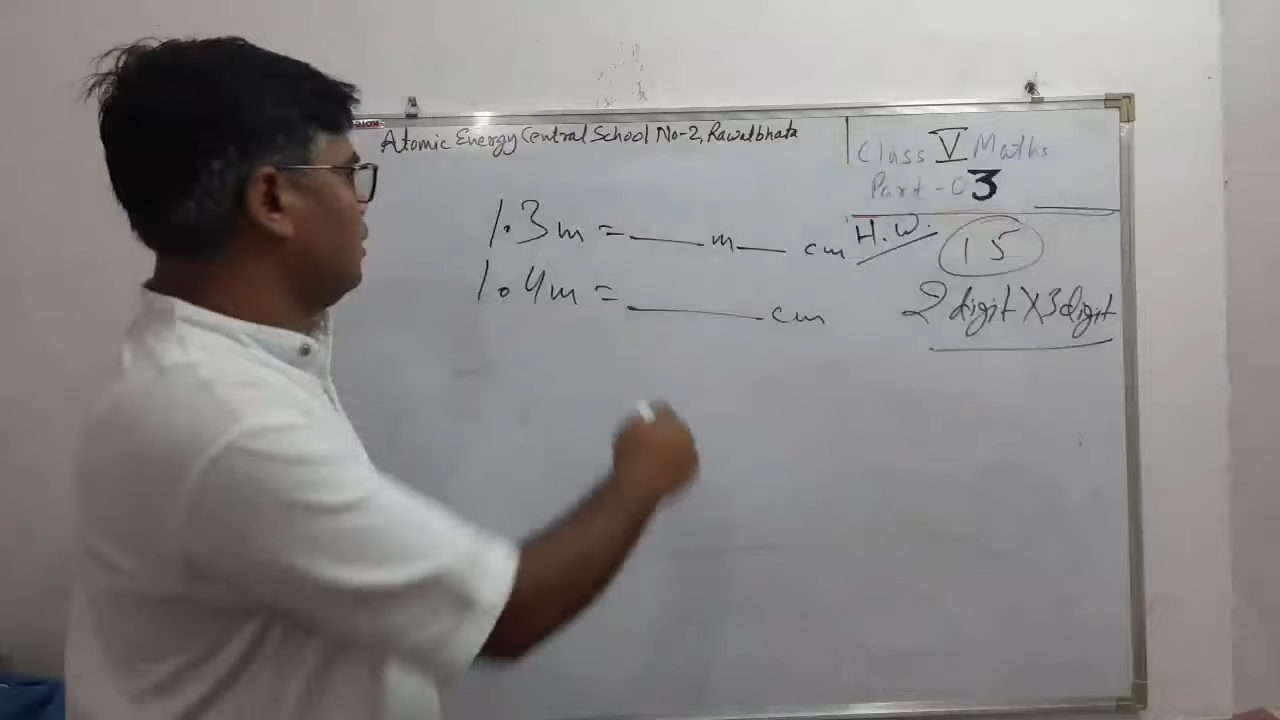 Atomic Energy Central School No-2, Rawatbhata
Class V Maths
Part-03
1.3m = ____ m ____ cm
1.4m = ________ cm
H.W.
15
2 digit X 3 digit